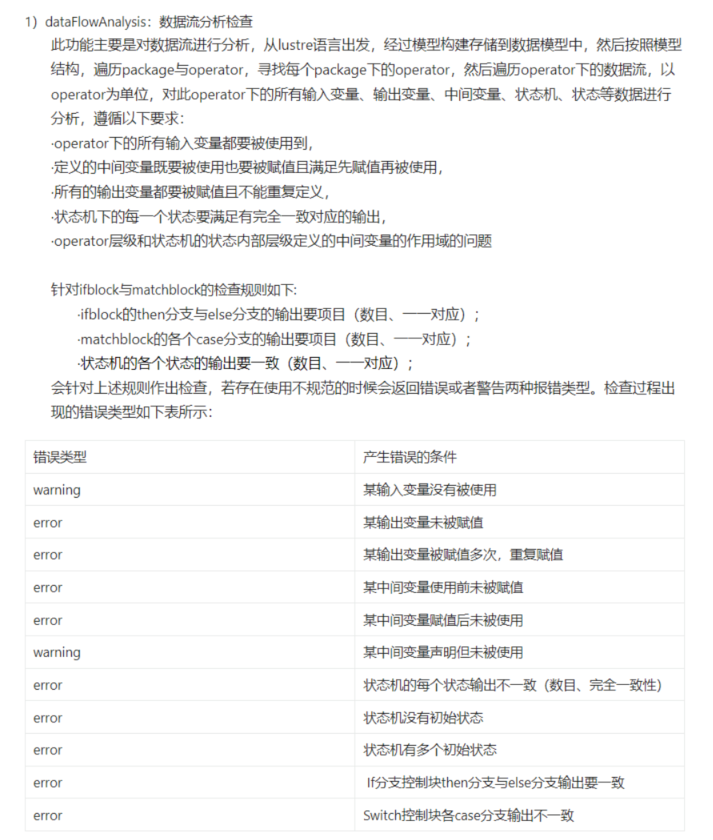 1）dataFlowAnalysis：数据流分析检查
此功能主要是对数据流进行分析，从lustre语言出发，经过模型构建存储到数据模型中，然后按照模型
结构，遍历package与operator，寻找每个package下的operator，然后遍历operator下的数据流，以
operator为单位，对此operator下的所有输入变量、输出变量、中间变量、状态机、状态等数据进行
分析，遵循以下要求：
·operator下的所有输入变量都要被使用到，
·定义的中间变量既要被使用也要被赋值且满足先赋值再被使用，
·所有的输出变量都要被赋值且不能重复定义，
·状态机下的每一个状态要满足有完全一致对应的输出，
·operator层级和状态机的状态内部层级定义的中间变量的作用域的问题
针对ifblock与matchblock的检查规则如下:
·ifblock的then分支与else分支的输出要项目（数目、一一对应）；
·matchblock的各个case分支的输出要项目（数目、一一对应）；
·状态机的各个状态的输出要一致（数目、一一对应）；
会针对上述规则作出检查，若存在使用不规范的时候会返回错误或者警告两种报错类型。检查过程出
现的错误类型如下表所示：
错误类型 产生错误的条件
warning 某输入变量没有被使用
error 某输出变量未被赋值
error 某输出变量被赋值多次，重复赋值
error 某中间变量使用前未被赋值
error 某中间变量赋值后未被使用
warning 某中间变量声明但未被使用
error 状态机的每个状态输出不一致（数目、完全一致性）
error 状态机没有初始状态
error 状态机有多个初始状态
error If分支控制块then分支与else分支输出要一致
error Switch控制块各case分支输出不一致